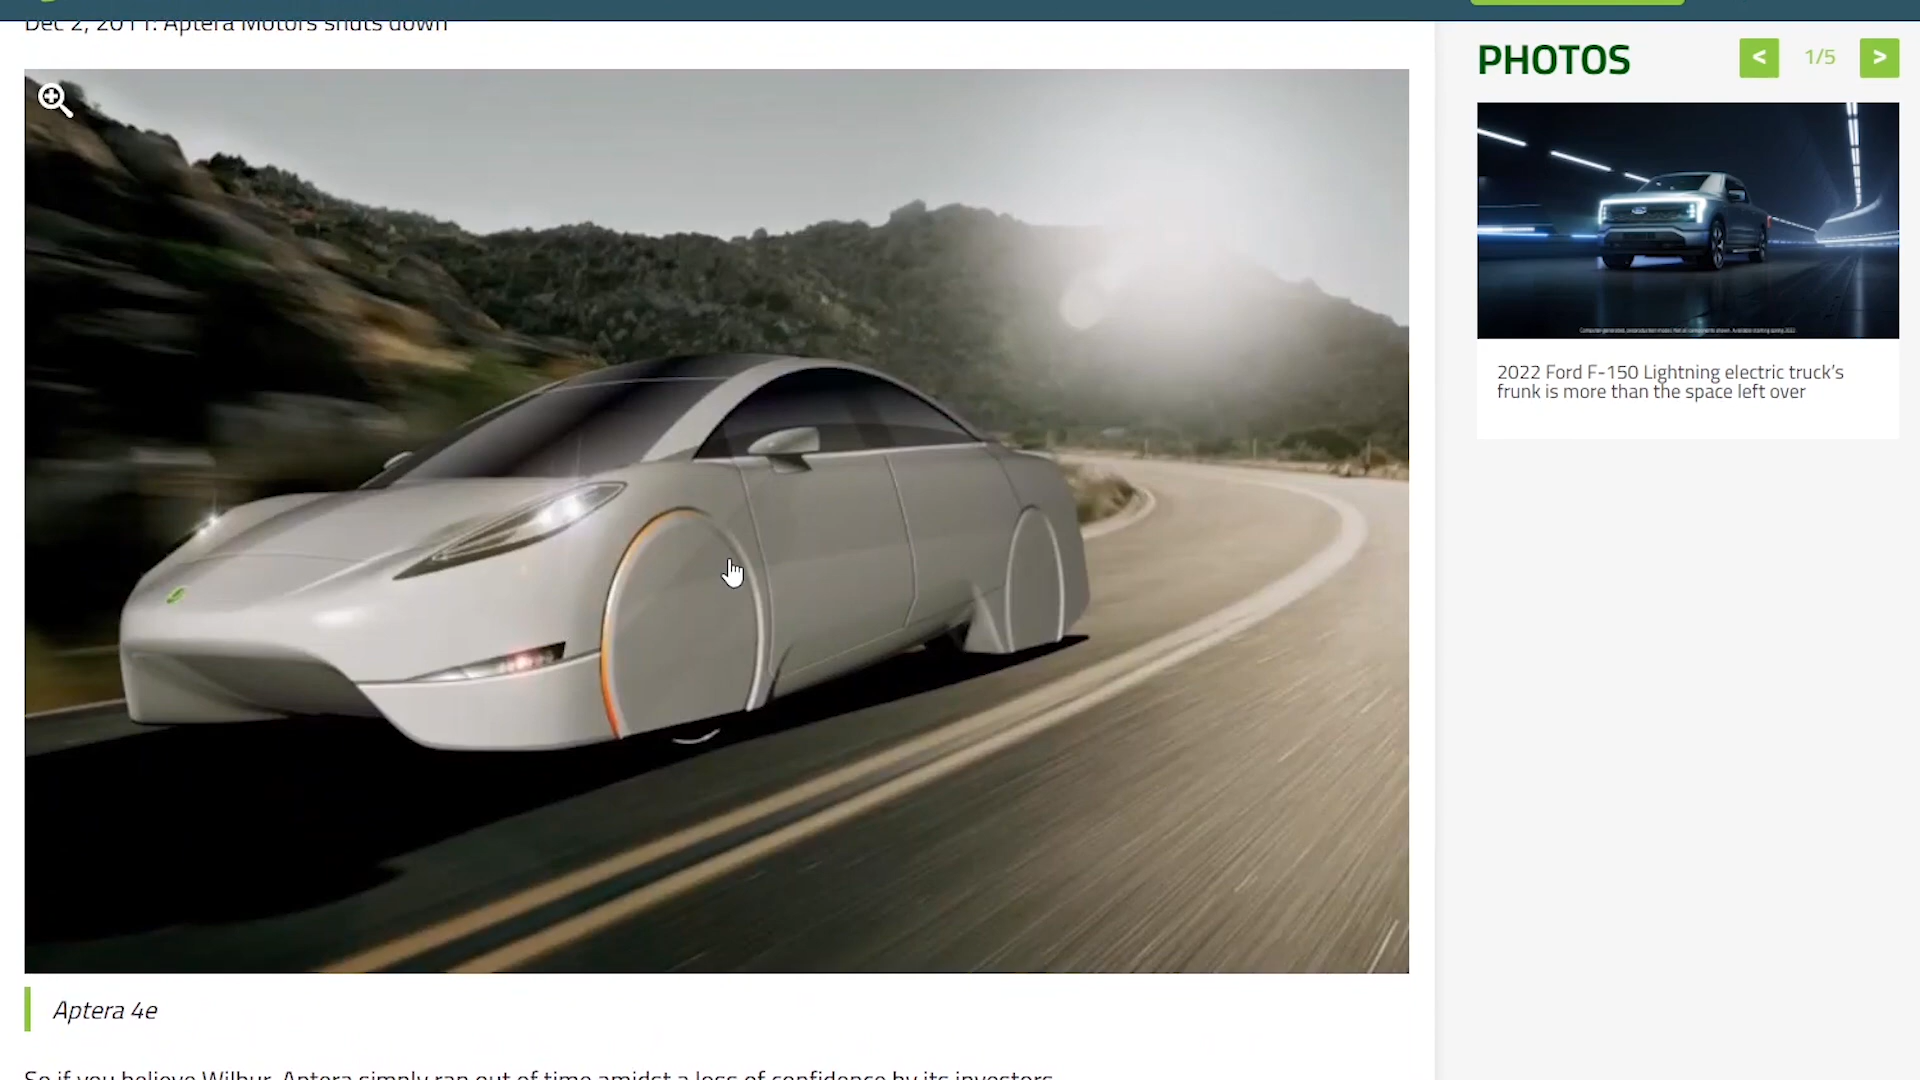 Dec 2, 2011: Aptera Motors shuts down
PHOTOS
<
1/5
>
2022 Ford F-150 Lightning electric truck's
frunk is more than the space left over
Aptera 4e
So if you believe Wilbur, Aptera simply ran out of time amidst a loss of confidence by its investors